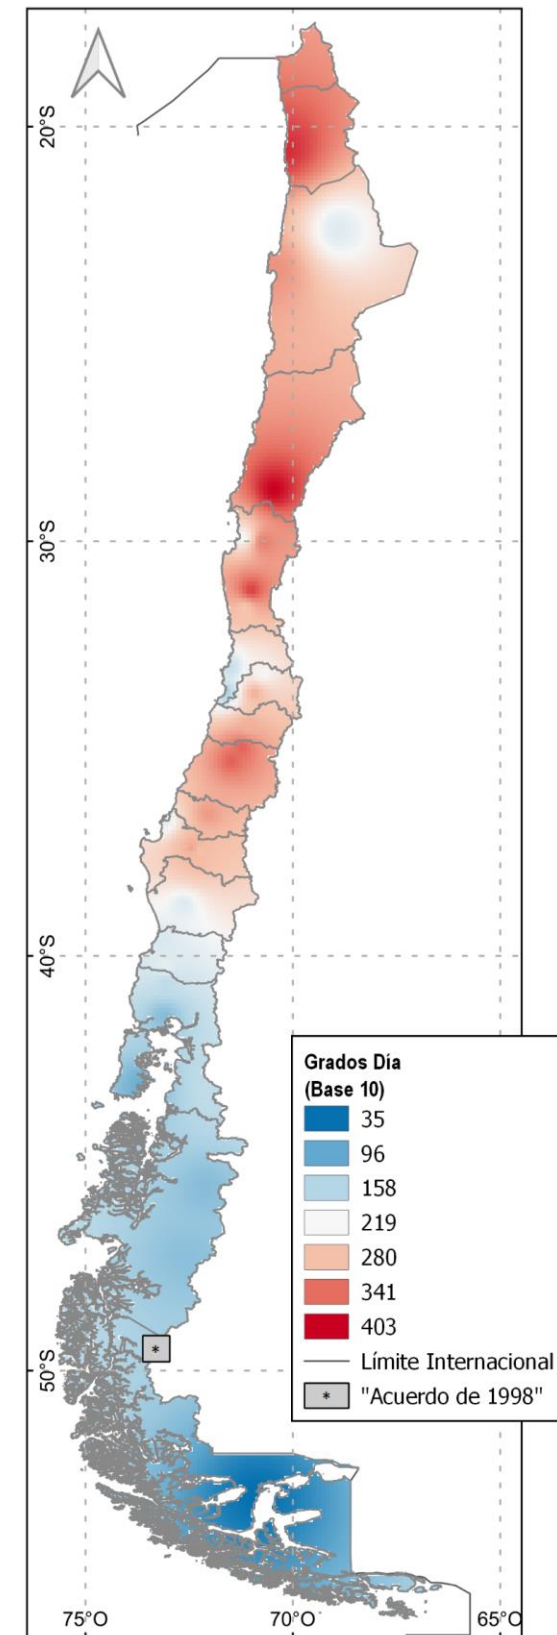 20°S
30°S
40°S
50°S
Grados Día
(Base 10)
35
96
158
219
280
341
403
Límite Internacional
* "Acuerdo de 1998"
*
75°O
70°O
65°O